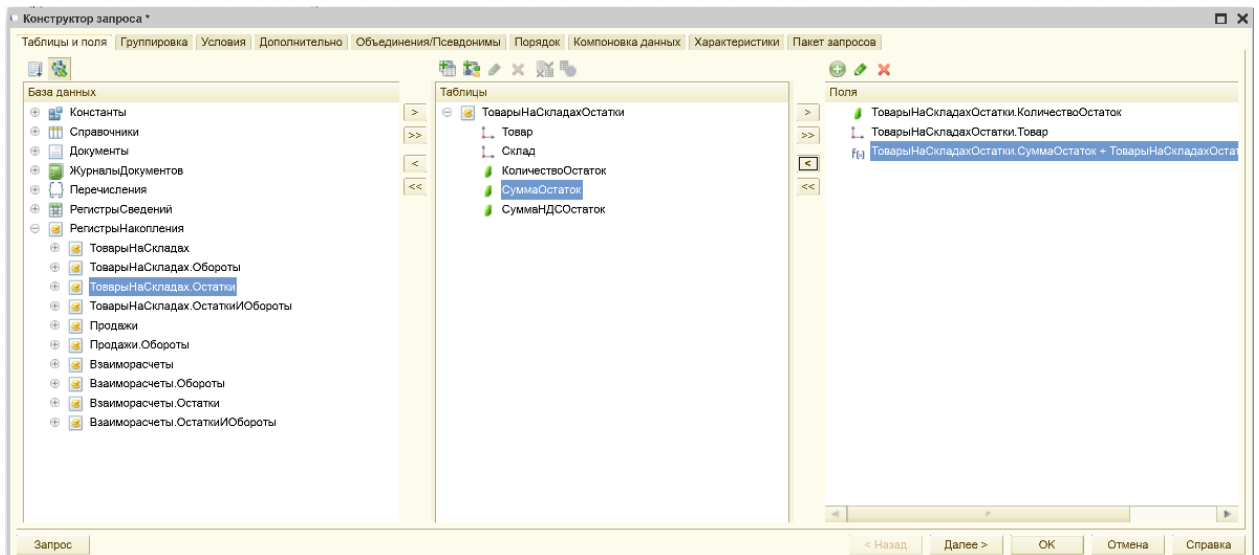 Конструктор запроса *
Таблицы и поля Группировка Условия Дополнительно Объединения/Псевдонимы Порядок Компоновка данных Характеристики Пакет запросов
База данных
Константы
Справочники
Документы
ЖурналыДокументов
Перечисления
РегистрыСведений
РегистрыНакопления
ТоварыНаСкладах
ТоварыНаСкладах.Обороты
ТоварыНаСкладах.Остатки
ТоварыНаСкладах.ОстаткиИОбороты
Продажи
Продажи.Обороты
Взаиморасчеты
Взаиморасчеты.Обороты
Взаиморасчеты.Остатки
Взаиморасчеты.ОстаткиИОбороты
>
>>
<
<<
Таблицы
ТоварыНаСкладахОстатки
Товар
Склад
КоличествоОстаток
СуммаОстаток
СуммаНДСОстаток
>
>>
<
<<
Поля
ТоварыНаСкладахОстатки.КоличествоОстаток
ТоварыНаСкладахОстатки.Товар
ТоварыНаСкладахОстатки.СуммаОстаток + ТоварыНаСкладахОстат
Запрос < Назад Далее > OK Отмена Справка